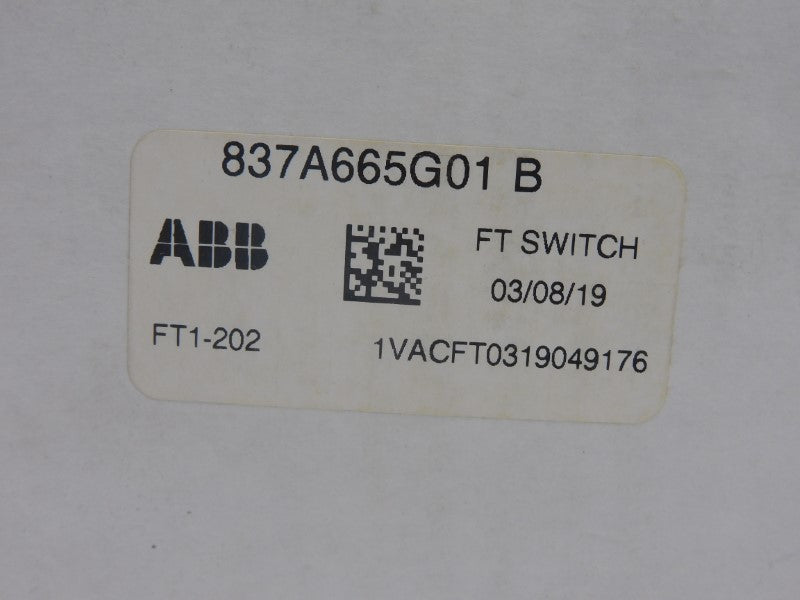 837A665G01 B
ABB
FT SWITCH
03/08/19
FT1-202
1VACFT0319049176